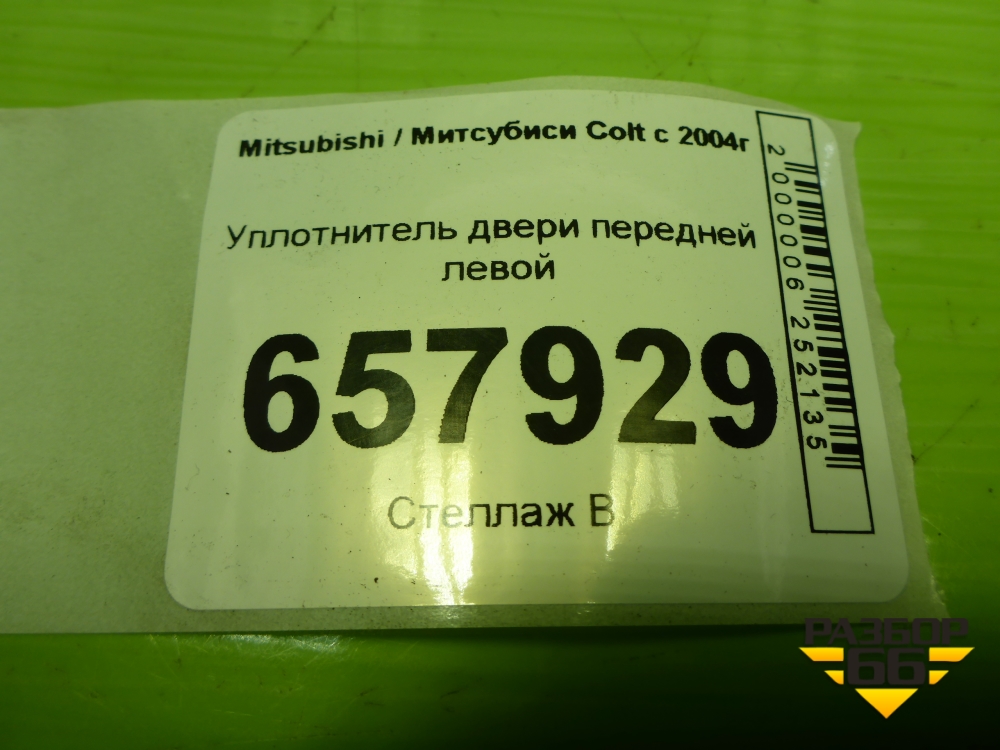 Mitsubishi / Митсубиси Colt с 2004г
Уплотнитель двери передней
левой
657929
Стеллаж В
2000006252135
РАЗБОР
66